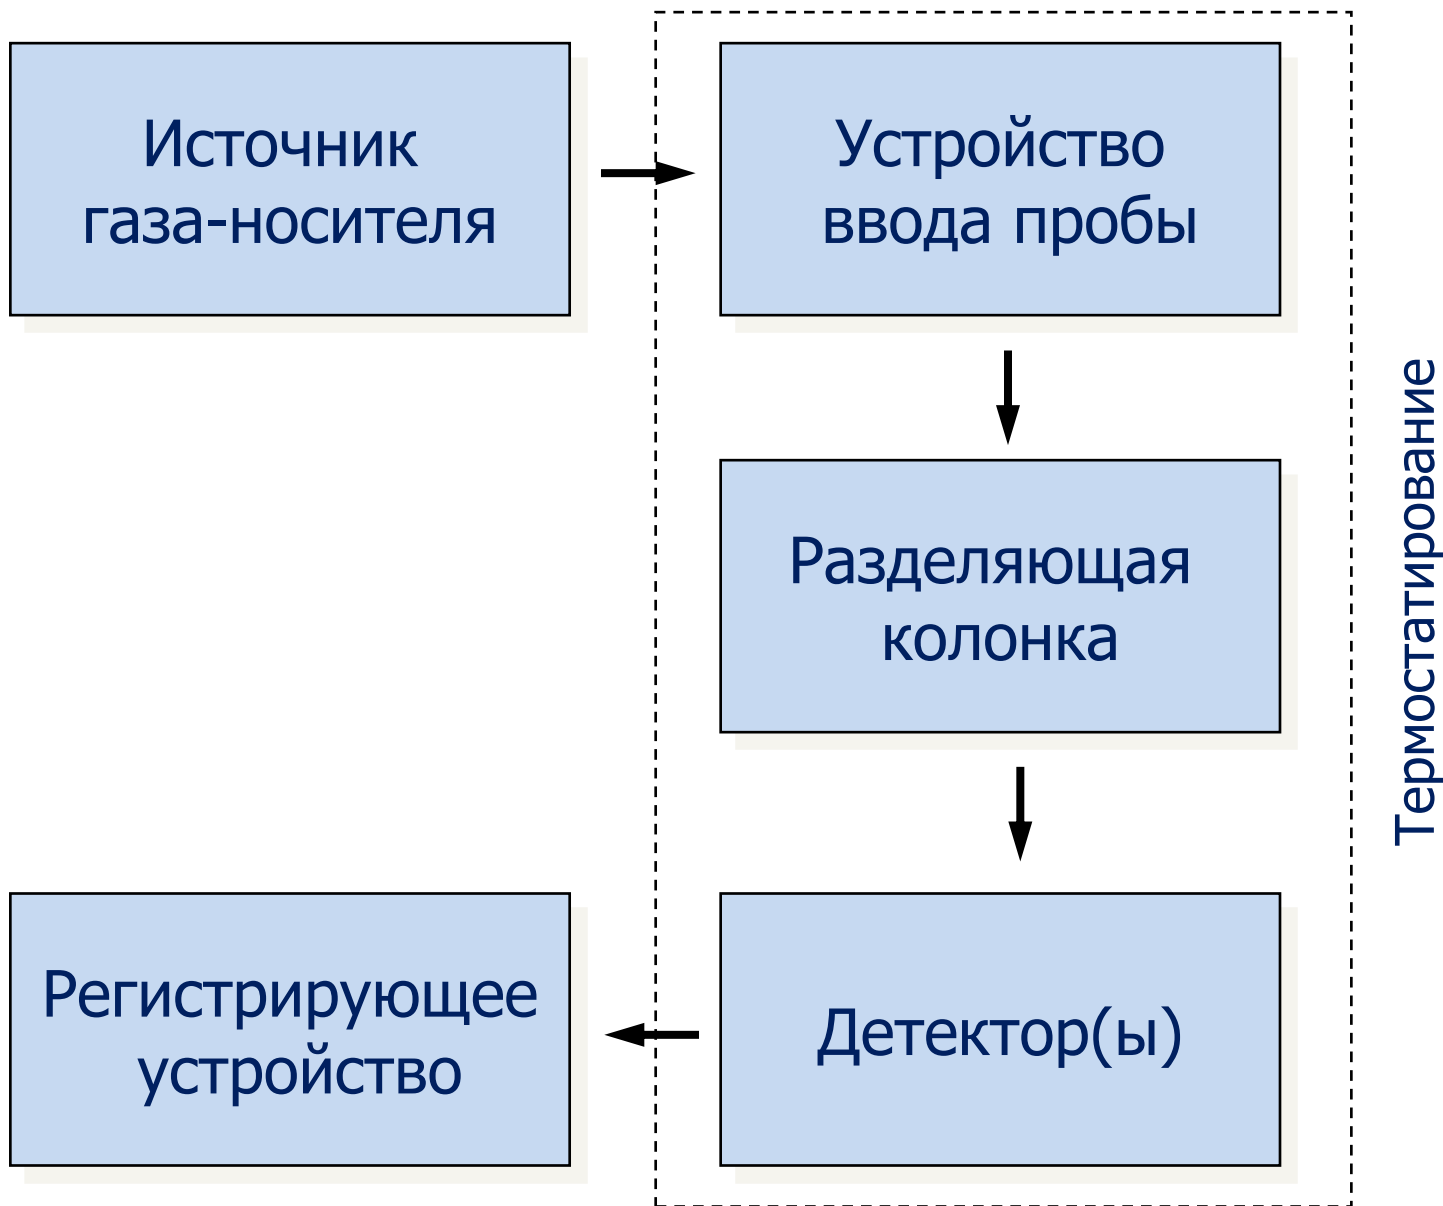 Источник
газа-носителя
Устройство
ввода пробы
Разделяющая
колонка
Термостатирование
Регистрирующее
устройство
Детектор(ы)